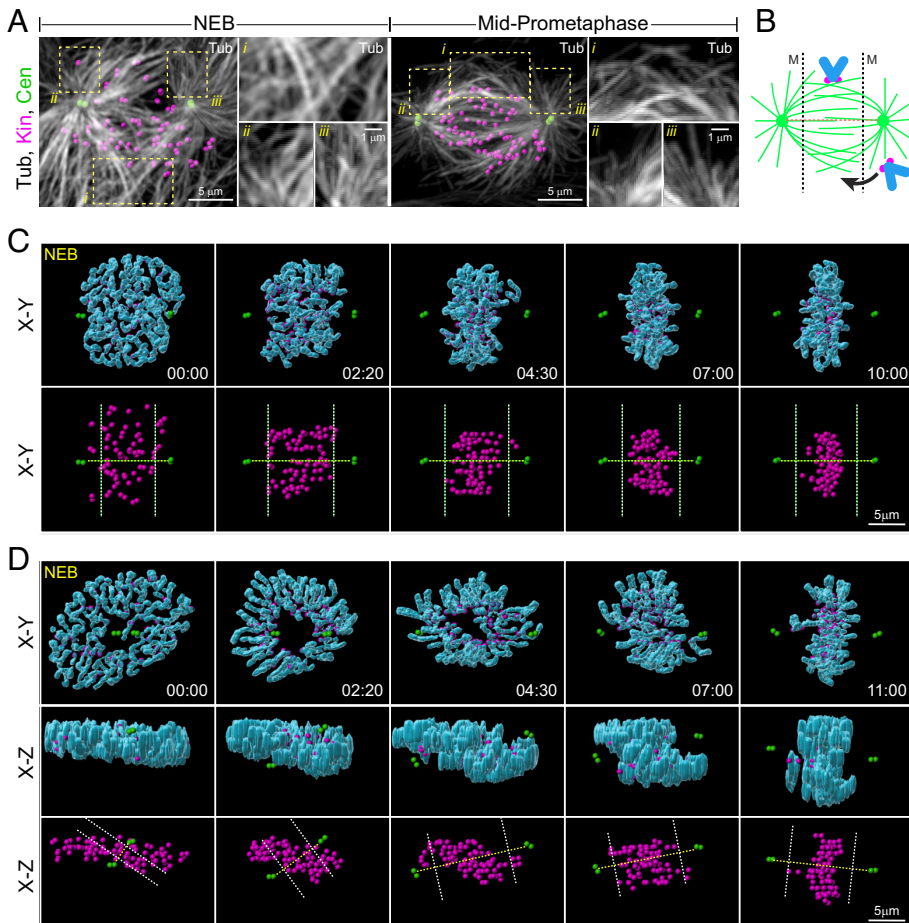 A
NEB
Mid-Prometaphase
B
Tub, Kin, Cen
Tub
i
ii
iii
5 μm
Tub
i
ii
iii
1 μm
Tub
i
ii
iii
5 μm
Tub
i
ii
iii
1 μm
M
M
C
X-Y
NEB
00:00
02:20
04:30
07:00
10:00
X-Y
5μm
D
X-Y
NEB
00:00
02:20
04:30
07:00
11:00
X-Z
X-Z
5μm